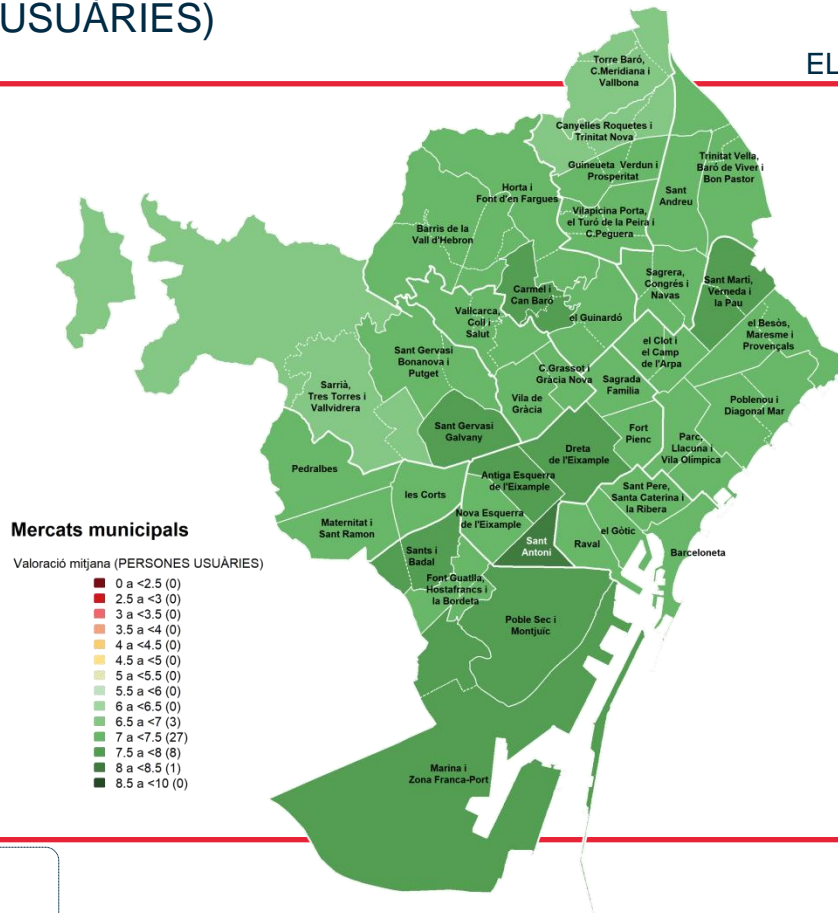 USUÀRIES)
EL
Torre Baró,
C.Meridiana i
Vallbona
Canyelles Roquetes i
Trinitat Nova
Guineueta Verdun i
Prosperitat
Trinitat Vella,
Baró de Viver i
Bon Pastor
Sant
Andreu
Horta i
Font d'en Fargues
Vilapicina Porta,
el Turó de la Peira i
C.Peguera
Barris de la
Vall d'Hebron
Sagrera,
Congrés i
Navas
Sant Martí,
Verneda i
la Pau
Carmel i
Can Baró
Vallcarca,
Coll i
Salut
el Guinardó
el Besòs,
Maresme i
Provençals
el Clot i
el Camp
de l'Arpa
Sant Gervasi
Bonanova i
Putget
C.Grassot i
Gràcia Nova
Sagrada
Família
Sarrià,
Tres Torres i
Vallvidrera
Vila de
Gràcia
Poblenou i
Diagonal Mar
Sant Gervasi
Galvany
Fort
Pienc
Parc,
Llacuna i
Vila Olímpica
Dreta
de l'Eixample
Pedralbes
Antiga Esquerra
de l'Eixample
les Corts
Sant Pere,
Santa Caterina i
la Ribera
Nova Esquerra
de l'Eixample
Maternitat i
Sant Ramon
el Gòtic
Sant
Antoni
Raval
Barceloneta
Sants i
Badal
Font Guatlla,
Hostafrancs i
la Bordeta
Poble Sec i
Montjuïc
Marina i
Zona Franca-Port
Mercats municipals
Valoració mitjana (PERSONES USUÀRIES)
0 a <2.5 (0)
2.5 a <3 (0)
3 a <3.5 (0)
3.5 a <4 (0)
4 a <4.5 (0)
4.5 a <5 (0)
5 a <5.5 (0)
5.5 a <6 (0)
6 a <6.5 (0)
6.5 a <7 (3)
7 a <7.5 (27)
7.5 a <8 (8)
8 a <8.5 (1)
8.5 a <10 (0)